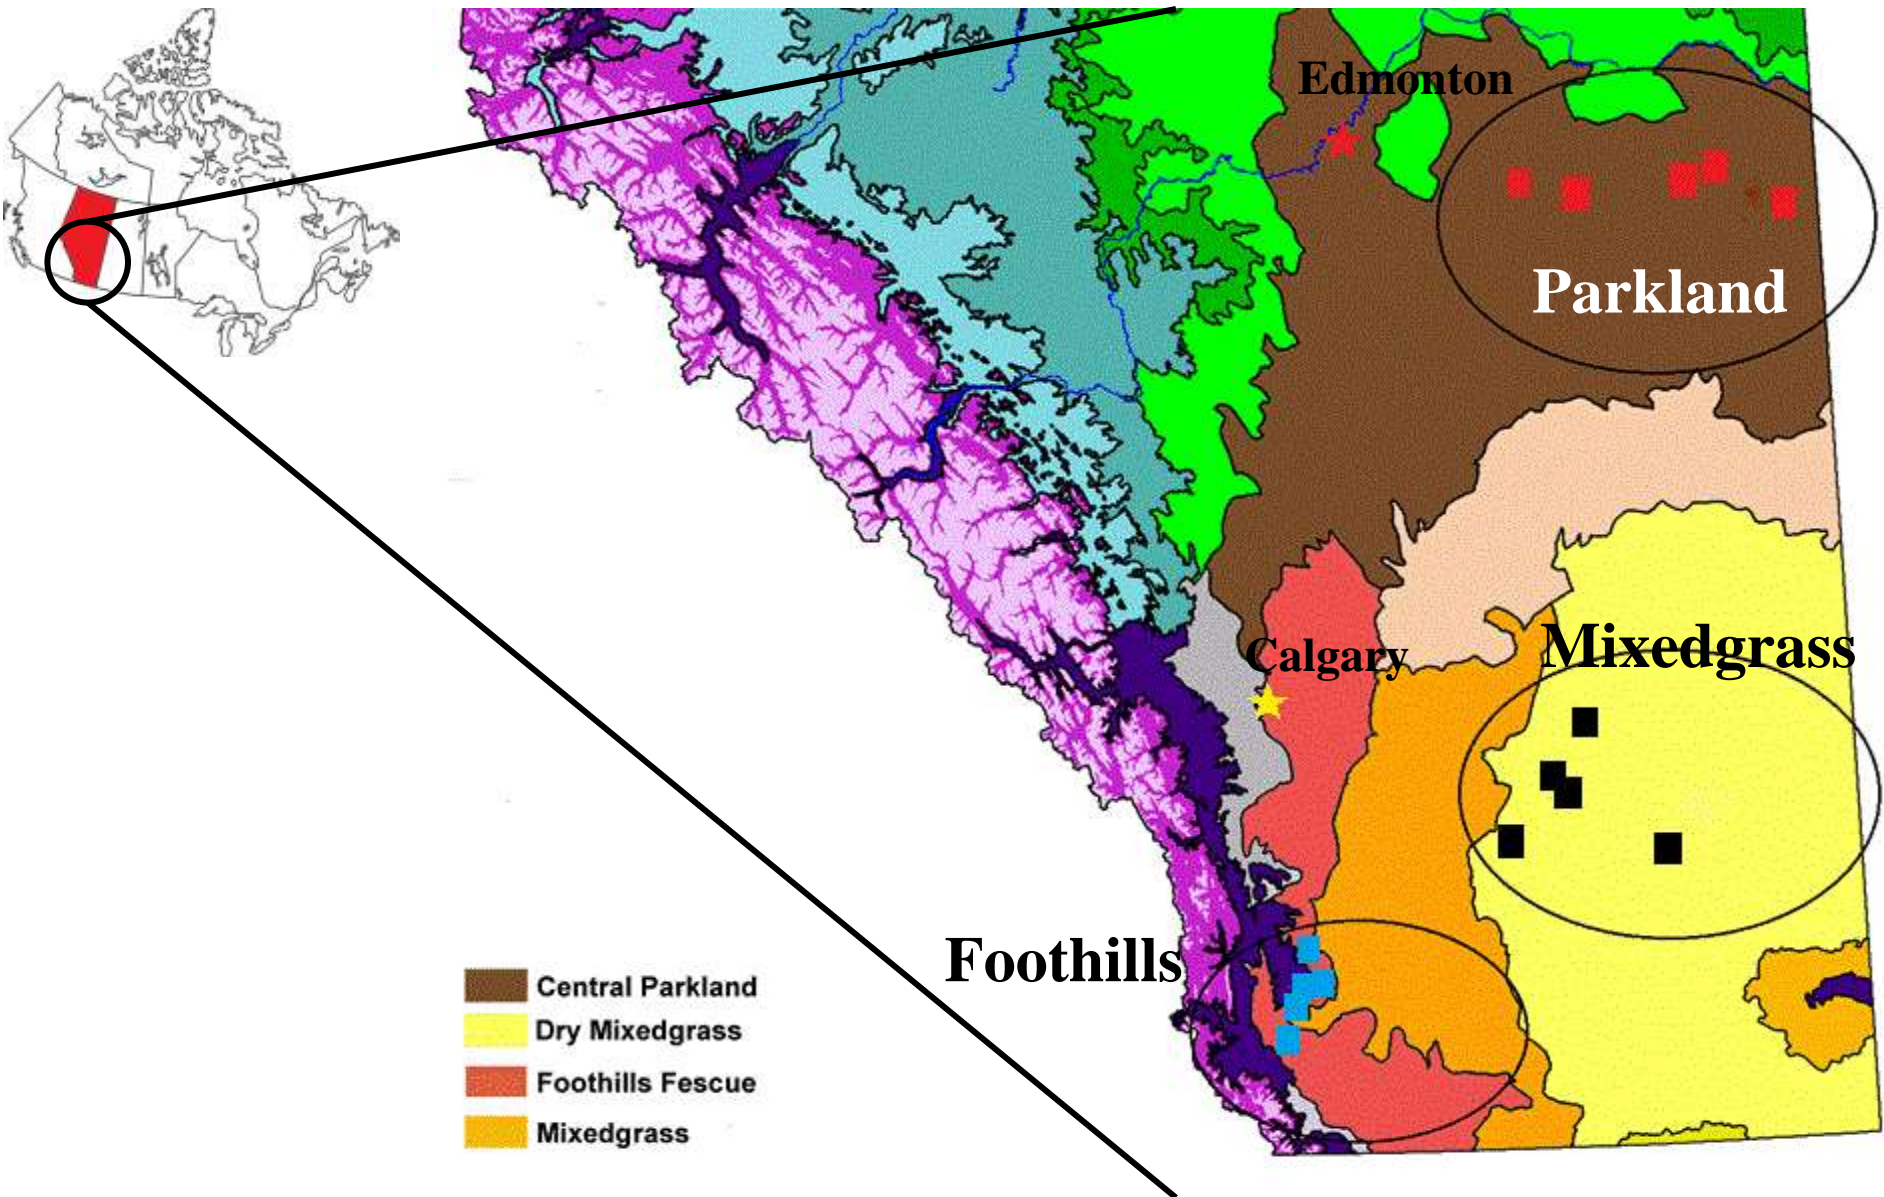 Edmonton
Parkland
Mixedgrass
Calgary
Foothills
Central Parkland
Dry Mixedgrass
Foothills Fescue
Mixedgrass